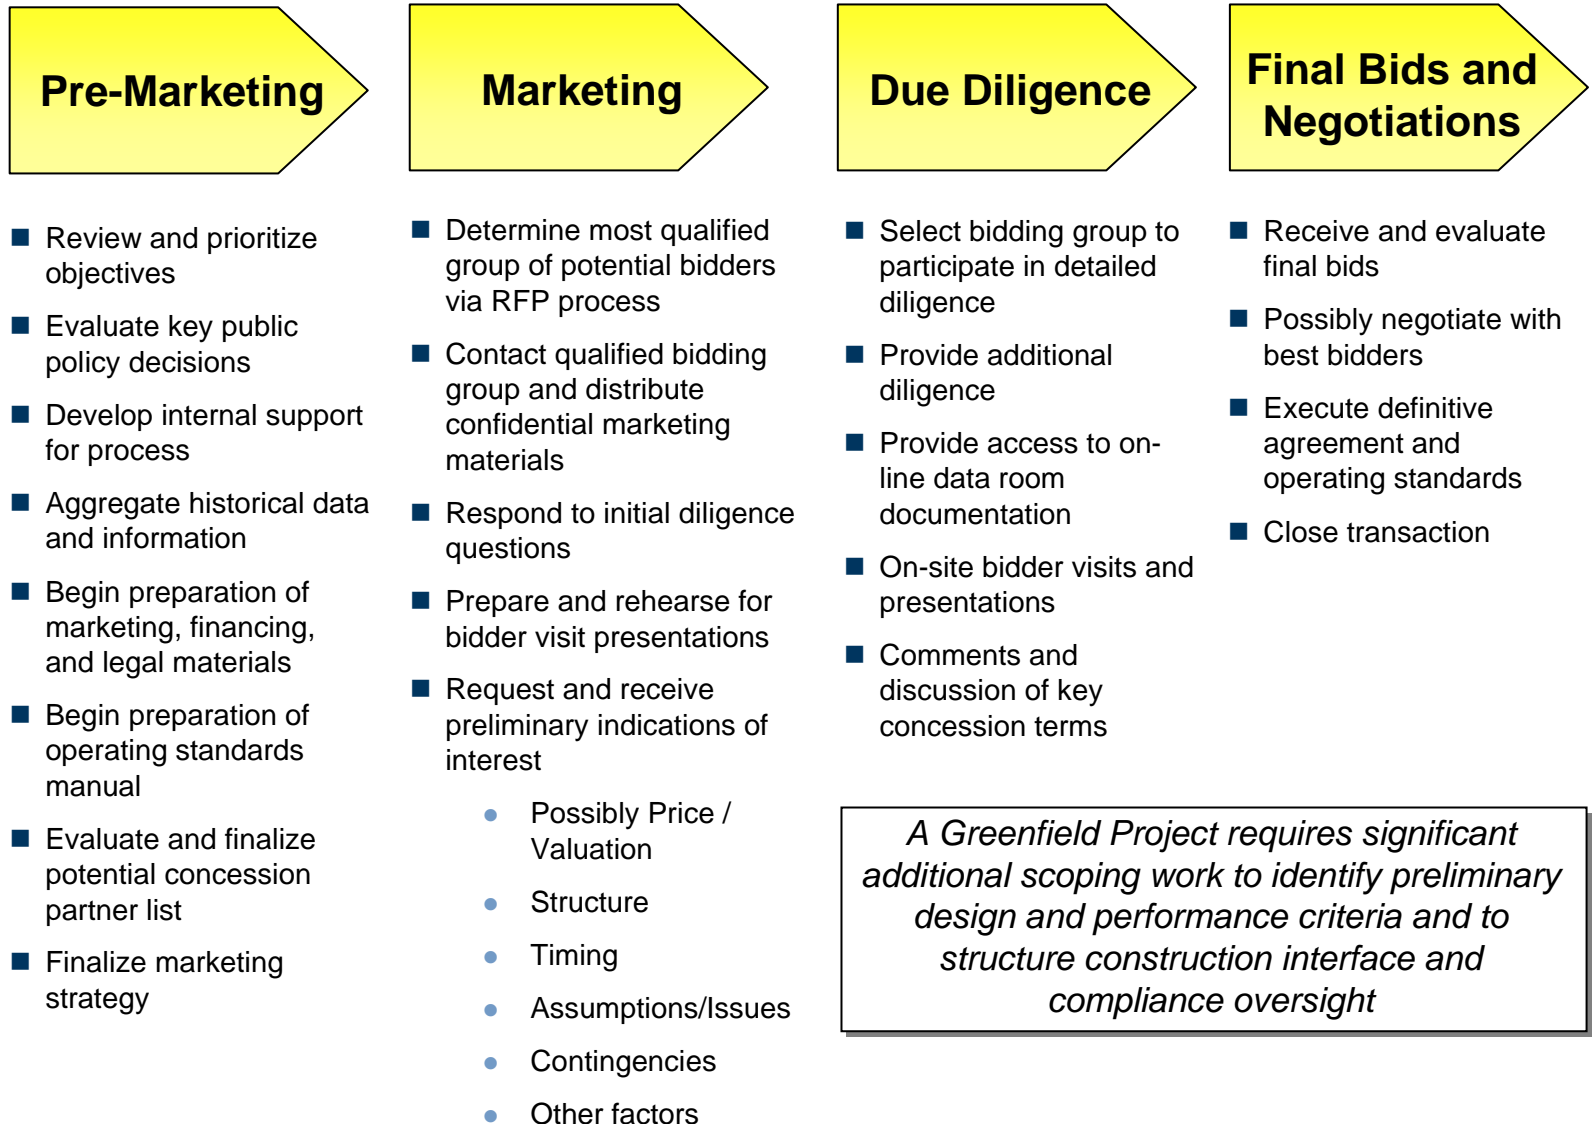 Pre-Marketing
Review and prioritize
objectives
Evaluate key public
policy decisions
Develop internal support
for process
Aggregate historical data
and information
Begin preparation of
marketing, financing,
and legal materials
Begin preparation of
operating standards
manual
Evaluate and finalize
potential concession
partner list
Finalize marketing
strategy
Marketing
Determine most qualified
group of potential bidders
via RFP process
Contact qualified bidding
group and distribute
confidential marketing
materials
Respond to initial diligence
questions
Prepare and rehearse for
bidder visit presentations
Request and receive
preliminary indications of
interest
Possibly Price /
Valuation
Structure
Timing
Assumptions/Issues
Contingencies
Other factors
Due Diligence
Select bidding group to
participate in detailed
diligence
Provide additional
diligence
Provide access to on-
line data room
documentation
On-site bidder visits and
presentations
Comments and
discussion of key
concession terms
Final Bids and
Negotiations
Receive and evaluate
final bids
Possibly negotiate with
best bidders
Execute definitive
agreement and
operating standards
Close transaction
A Greenfield Project requires significant
additional scoping work to identify preliminary
design and performance criteria and to
structure construction interface and
compliance oversight